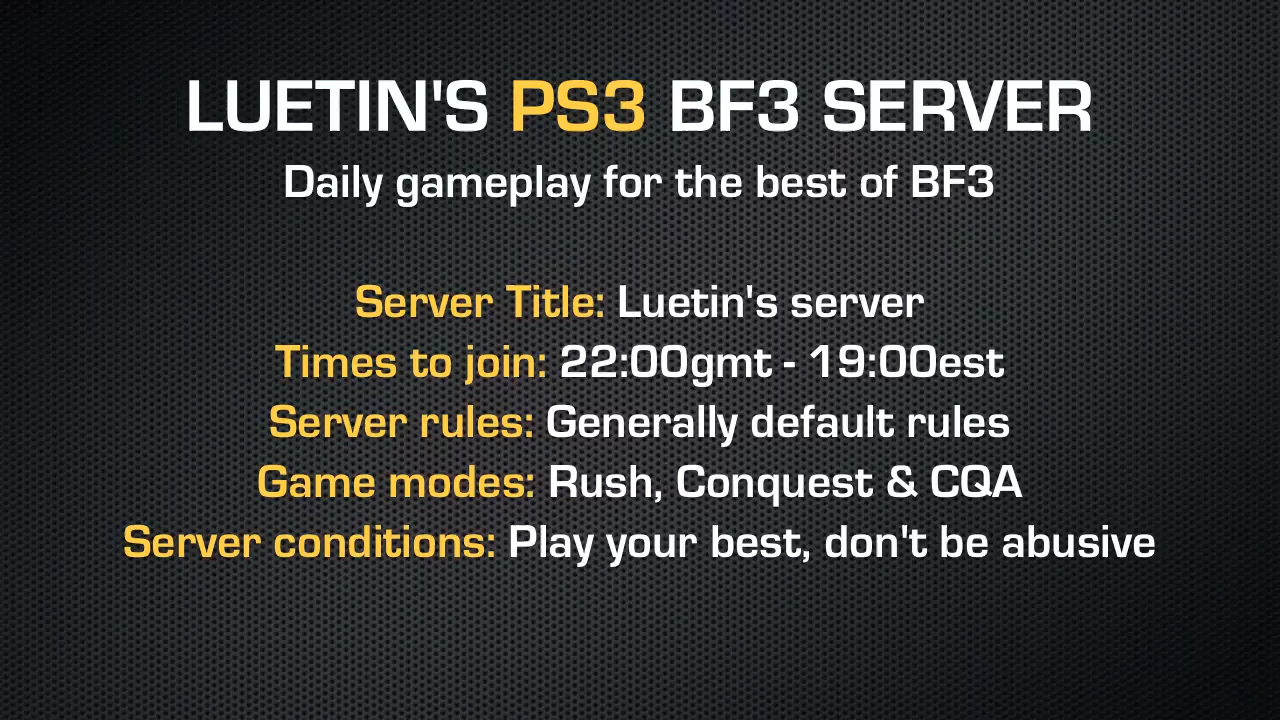 LUETIN'S PS3 BF3 SERVER
Daily gameplay for the best of BF3
Server Title: Luetin's server
Times to join: 22:00gmt - 19:00est
Server rules: Generally default rules
Game modes: Rush, Conquest & CQA
Server conditions: Play your best, don't be abusive